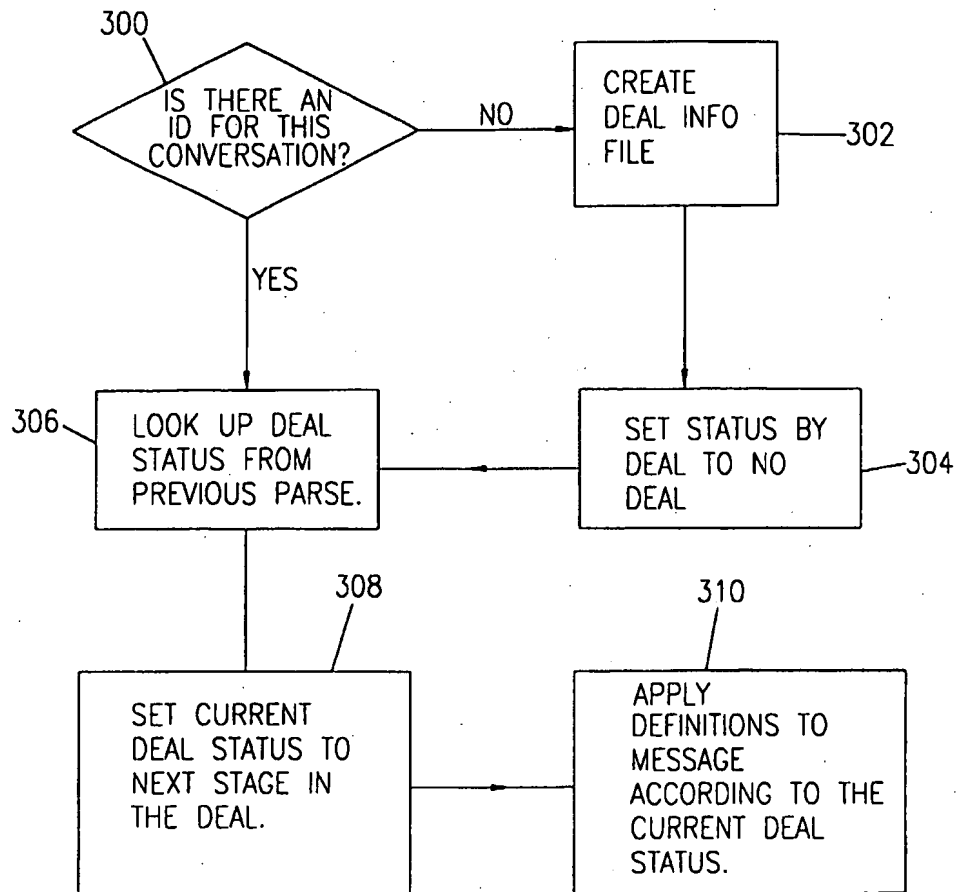 300
IS THERE AN
ID FOR THIS
CONVERSATION?
NO
CREATE
DEAL INFO
FILE
302
YES
306
LOOK UP DEAL
STATUS FROM
PREVIOUS PARSE.
SET STATUS BY
DEAL TO NO
DEAL
304
308
SET CURRENT
DEAL STATUS TO
NEXT STAGE IN
THE DEAL.
310
APPLY
DEFINITIONS TO
MESSAGE
ACCORDING TO THE
CURRENT DEAL
STATUS.